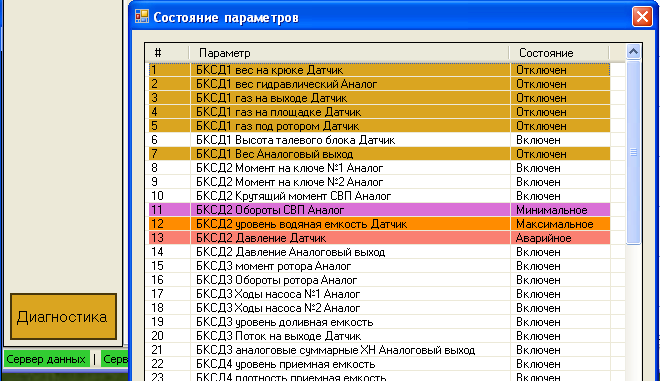 Состояние параметров
# Параметр Состояние
1 БКСД1 вес на крюке Датчик Отключен
2 БКСД1 вес гидравлический Аналог Отключен
3 БКСД1 газ на выходе Датчик Отключен
4 БКСД1 газ на площадке Датчик Отключен
5 БКСД1 газ под ротором Датчик Отключен
6 БКСД1 Высота талевого блока Датчик Включен
7 БКСД1 Вес Аналоговый выход Отключен
8 БКСД2 Момент на ключе №1 Аналог Включен
9 БКСД2 Момент на ключе №2 Аналог Включен
10 БКСД2 Крутящий момент СВП Аналог Включен
11 БКСД2 Обороты СВП Аналог Минимальное
12 БКСД2 уровень водяная емкость Датчик Максимальное
13 БКСД2 Давление Датчик Аварийное
14 БКСД2 Давление Аналоговый выход Включен
15 БКСД3 момент ротора Аналог Включен
16 БКСД3 Обороты ротора Аналог Включен
17 БКСД3 Ходы насоса №1 Аналог Включен
18 БКСД3 Ходы насоса №2 Аналог Включен
19 БКСД3 уровень доливная емкость Включен
20 БКСД3 Поток на выходе Датчик Включен
21 БКСД3 аналоговые суммарные ХН Аналоговый выход Включен
22 БКСД4 уровень приемная емкость Включен
23 БКСД4 плотность приемная емкость Включен
Диагностика
Сервер данных | Серв